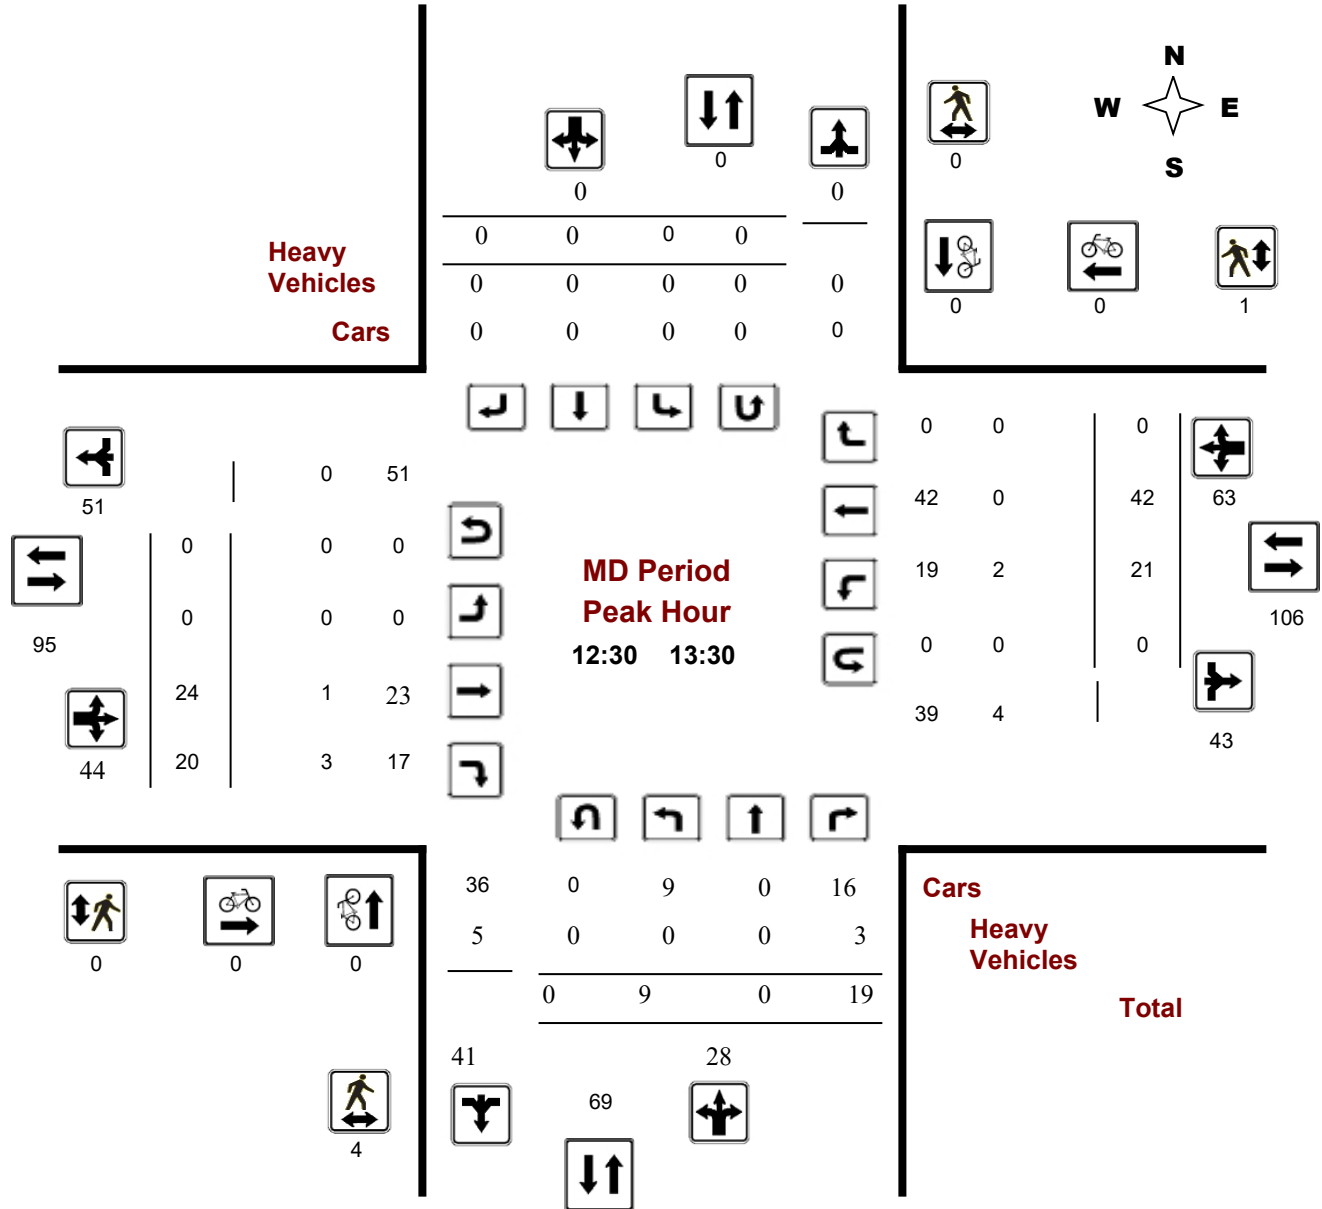 N
W E
S
0
0
0 0
0 0 0 0
Heavy
Vehicles
0 0 0 0 0
Cars
0 0 0 0 0
0 0 1
0 0 0
0 51
51
42 0 42 63
0 0 0
MD Period
Peak Hour
12:30 13:30
19 2 21
106
0 0 0
95
0 0 0
24 1 23
39 4
43
44
20 3 17
36 0 9 0 16
Cars
5 0 0 0 3
Heavy
Vehicles
0 0 0
0 9 0 19
Total
41 28
69
4